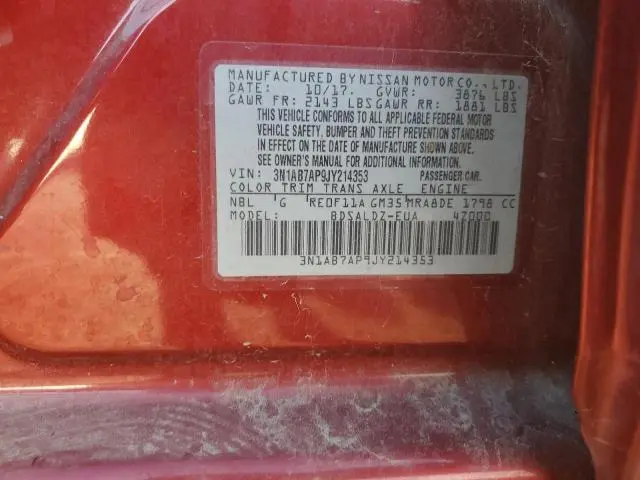 MANUFACTURED BY NISSAN MOTOR CO., LTD.
DATE: 10/17. GVWR: 3876 LBS
GAWR FR: 2143 LBS GAWR RR: 1881 LBS
THIS VEHICLE CONFORMS TO ALL APPLICABLE FEDERAL MOTOR
VEHICLE SAFETY, BUMPER AND THEFT PREVENTION STANDARDS
IN EFFECT ON THE DATE OF MANUFACTURE SHOWN ABOVE.
SEE OWNER'S MANUAL FOR ADDITIONAL INFORMATION.
VIN: 3N1AB7AP9JY214353 PASSENGER CAR.
COLOR TRIM TRANS AXLE ENGINE
NBL G RE0F11A GM35 MRA8DE 1798 CC
MODEL: BDSALDZ-EUA 47000
3N1AB7AP9JY214353